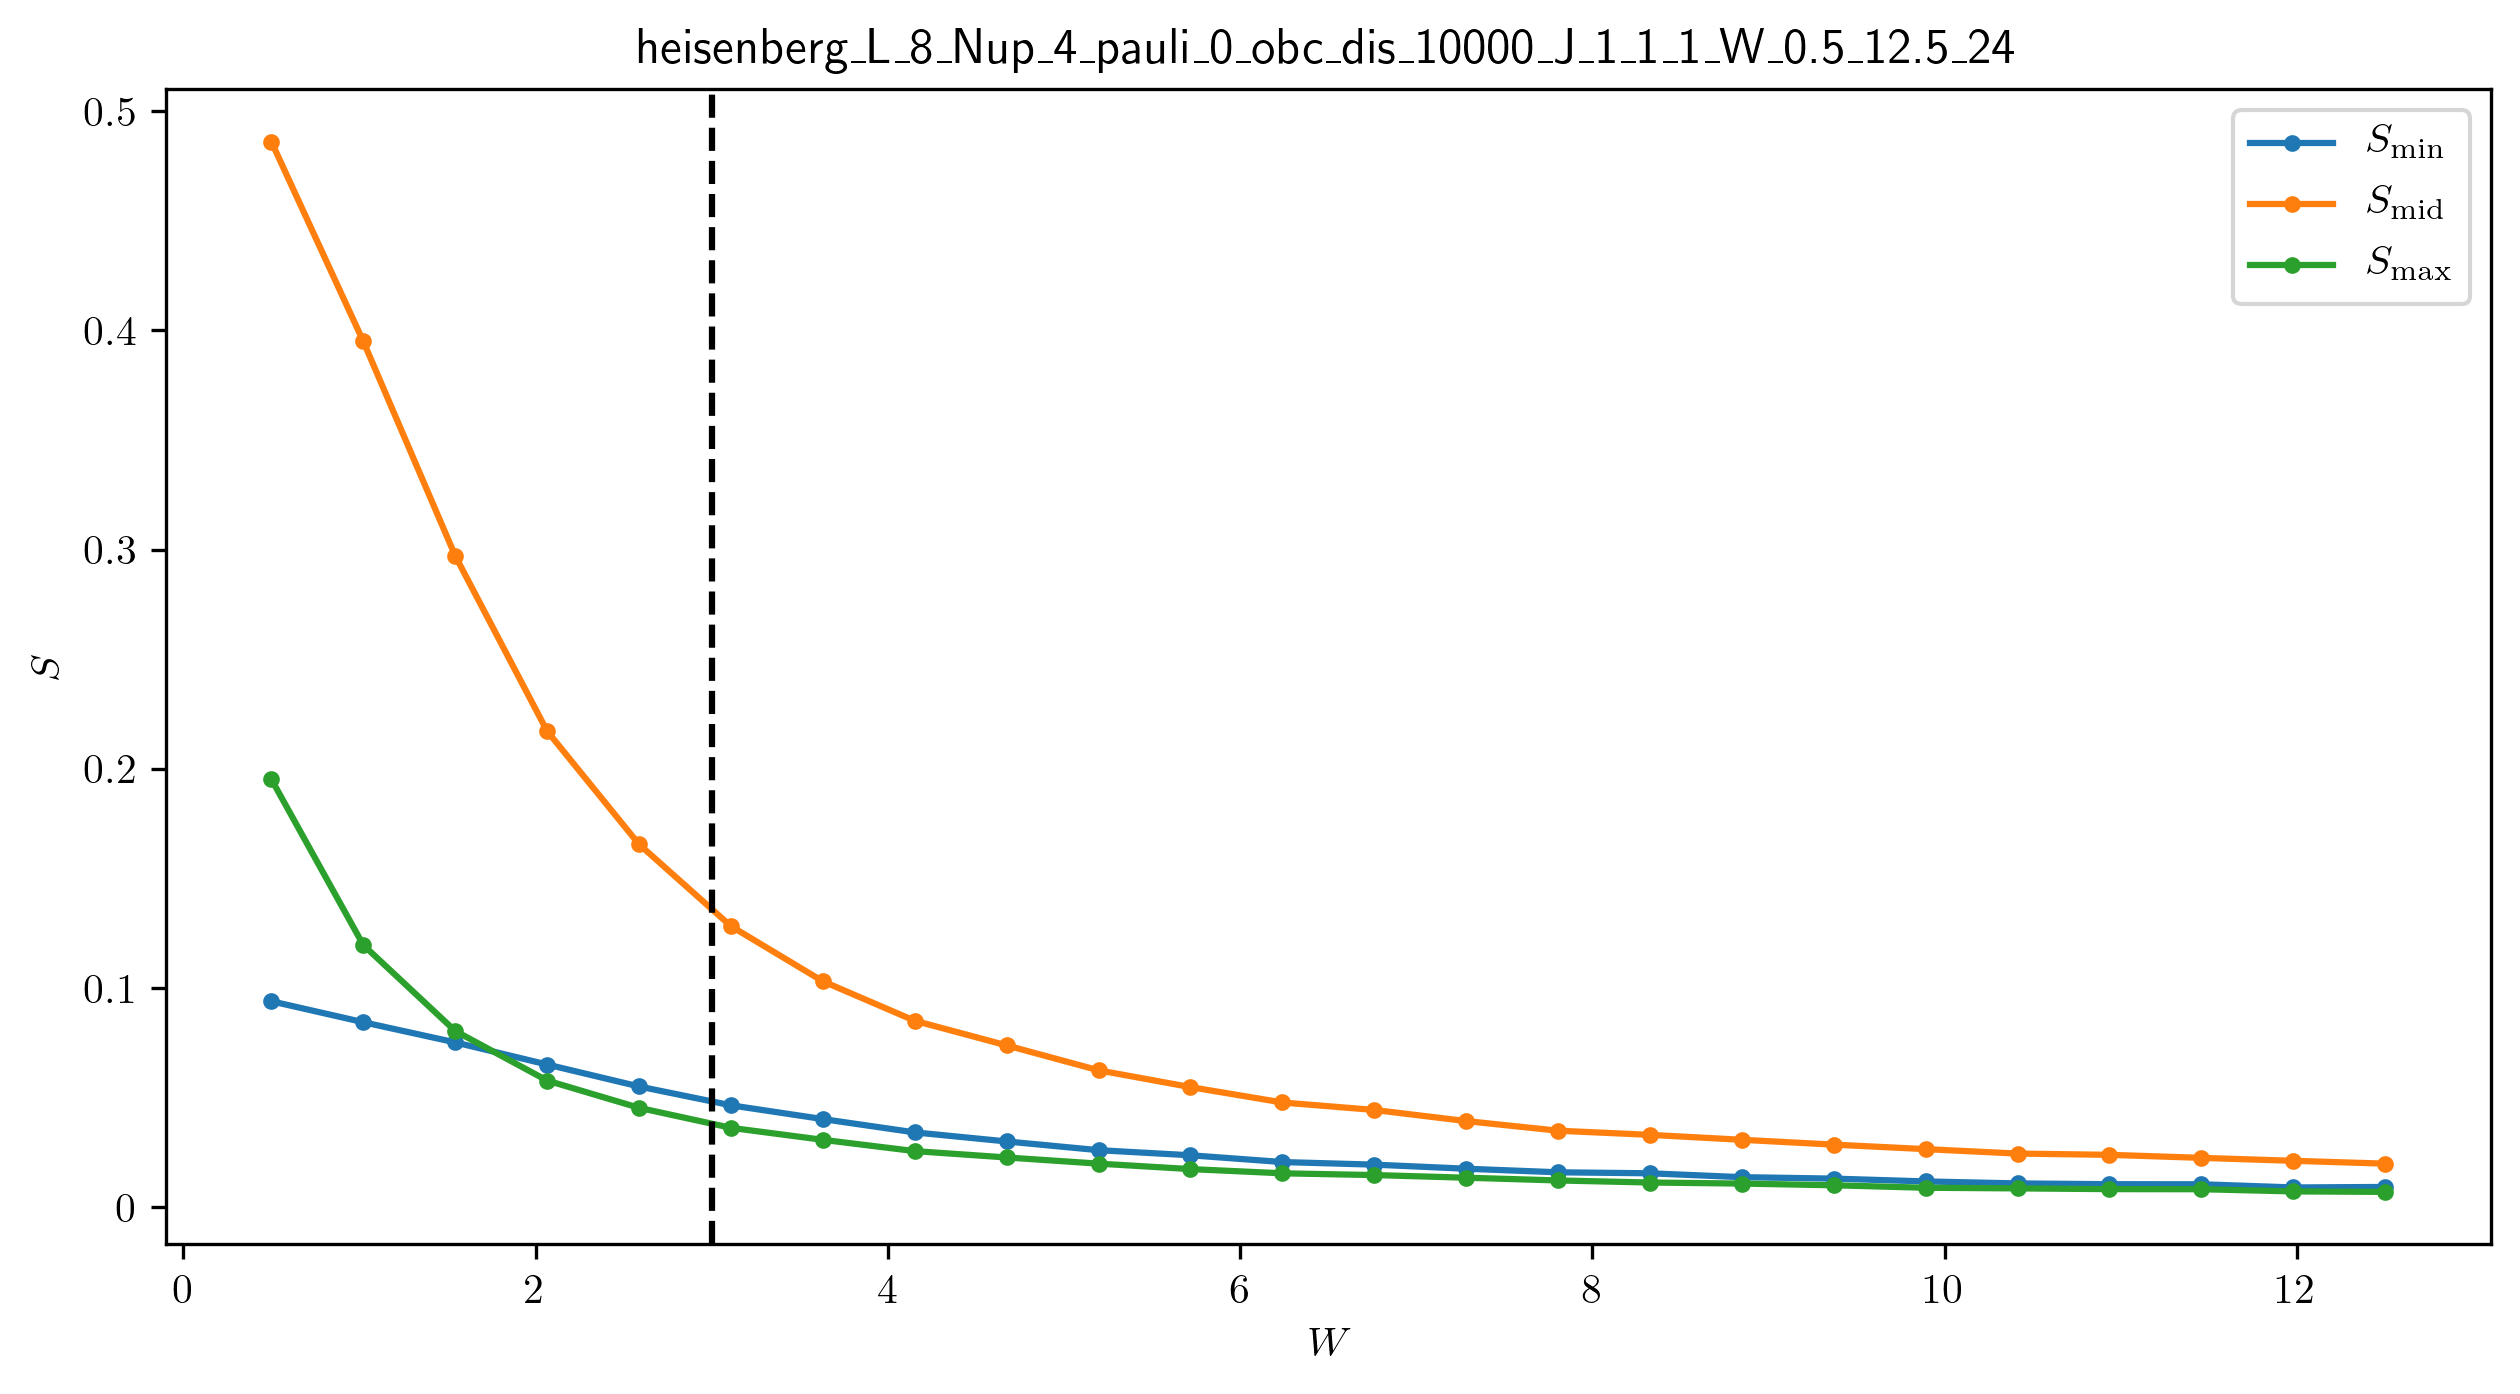 heisenberg_L_8_Nup_4_pauli_0_obc_dis_10000_J_1_1_1_W_0.5_12.5_24
S_min
S_mid
S_max
0.5
0.4
0.3
0.2
0.1
0
S
0 2 4 6 8 10 12
W